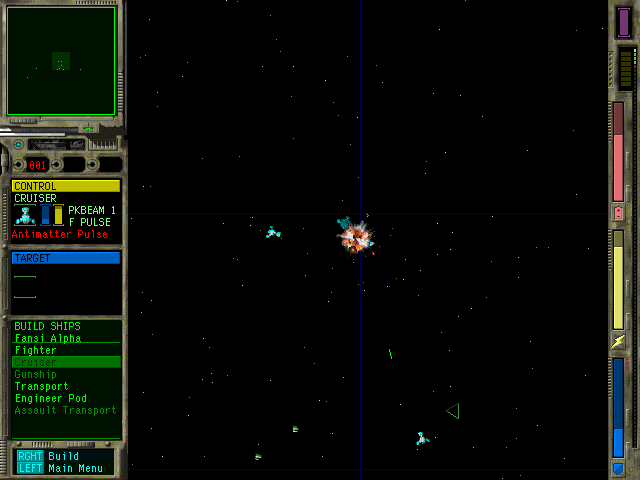 001
CONTROL
CRUISER
PKBEAM 1
F PULSE
Antimatter Pulse
TARGET
BUILD SHIPS
Fansi Alpha
Fighter
Cruiser
Gunship
Transport
Engineer Pod
Assault Transport
RGHT Build
LEFT Main Menu